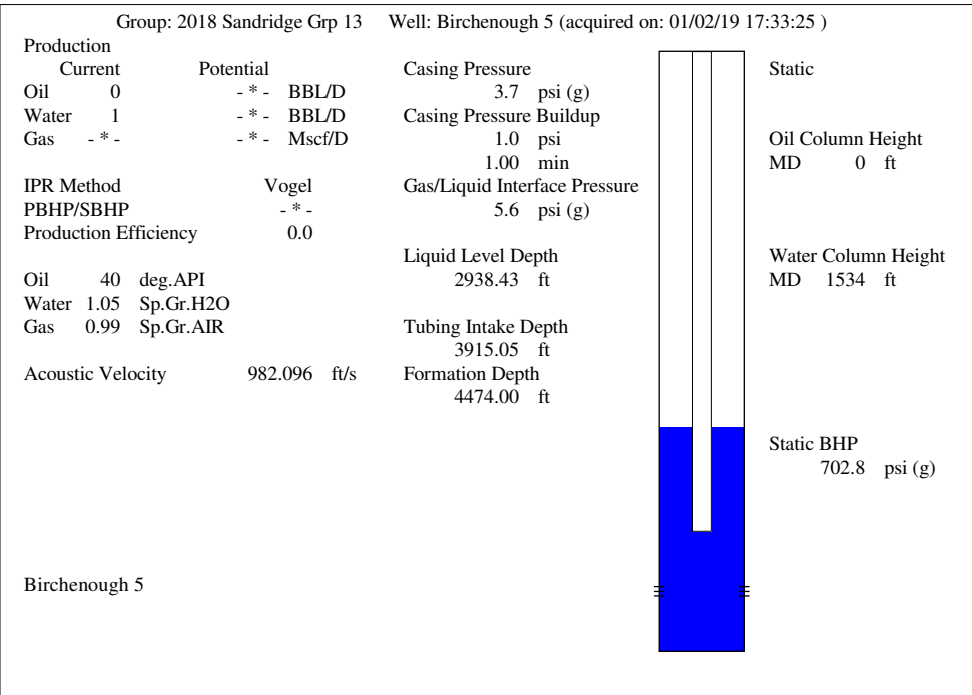 Group: 2018 Sandridge Grp 13 Well: Birchenough 5 (acquired on: 01/02/19 17:33:25 )
Production
Current Potential
Oil 0 - * - BBL/D
Water 1 - * - BBL/D
Gas - * - - * - Mscf/D
IPR Method Vogel
PBHP/SBHP - * -
Production Efficiency 0.0
Oil 40 deg.API
Water 1.05 Sp.Gr.H2O
Gas 0.99 Sp.Gr.AIR
Acoustic Velocity 982.096 ft/s
Casing Pressure
3.7 psi (g)
Casing Pressure Buildup
1.0 psi
1.00 min
Gas/Liquid Interface Pressure
5.6 psi (g)
Liquid Level Depth
2938.43 ft
Tubing Intake Depth
3915.05 ft
Formation Depth
4474.00 ft
Static
Oil Column Height
MD 0 ft
Water Column Height
MD 1534 ft
Static BHP
702.8 psi (g)
Birchenough 5